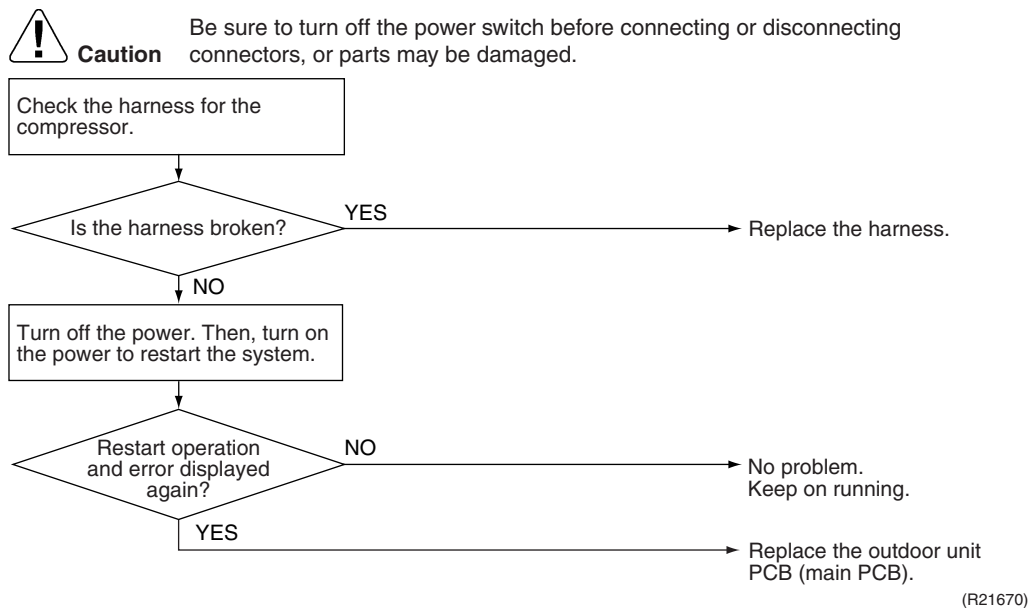 Be sure to turn off the power switch before connecting or disconnecting
Caution connectors, or parts may be damaged.
Check the harness for the
compressor.
Is the harness broken?
YES
Replace the harness.
NO
Turn off the power. Then, turn on
the power to restart the system.
Restart operation
and error displayed
again?
NO
No problem.
Keep on running.
YES
Replace the outdoor unit
PCB (main PCB).
(R21670)